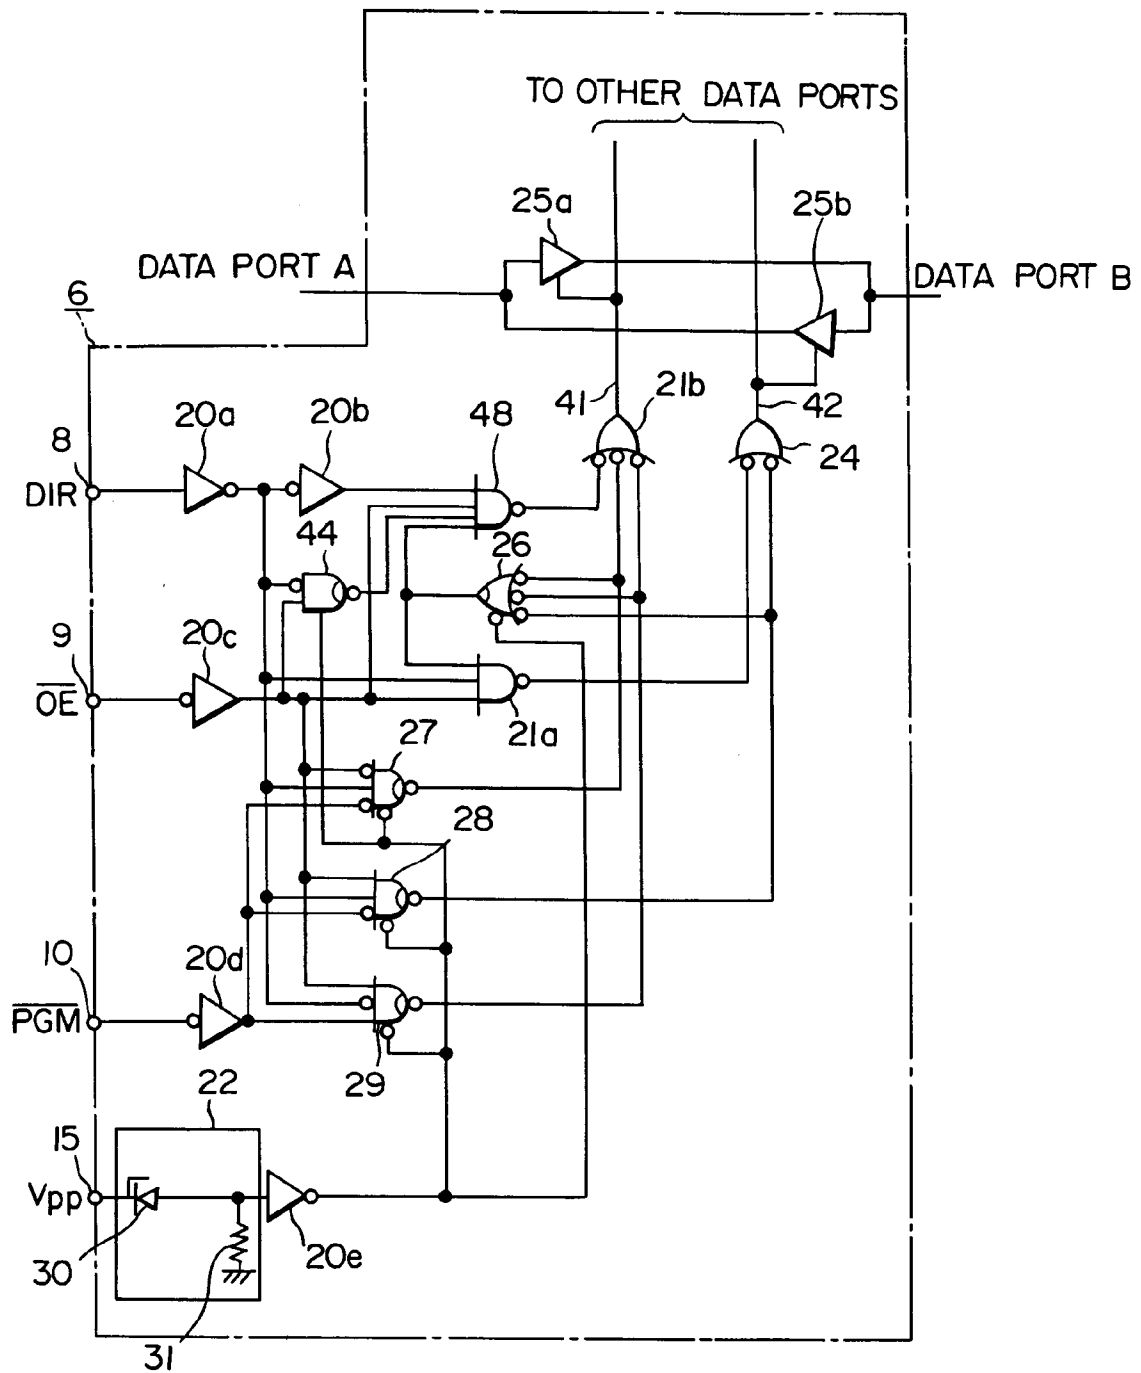 TO OTHER DATA PORTS
25a
25b
DATA PORT A
DATA PORT B
6
41
21b
42
20a
20b
48
24
8
DIR
44
26
9
20c
OE
21a
27
28
10
20d
PGM
29
22
15
Vpp
30
20e
31